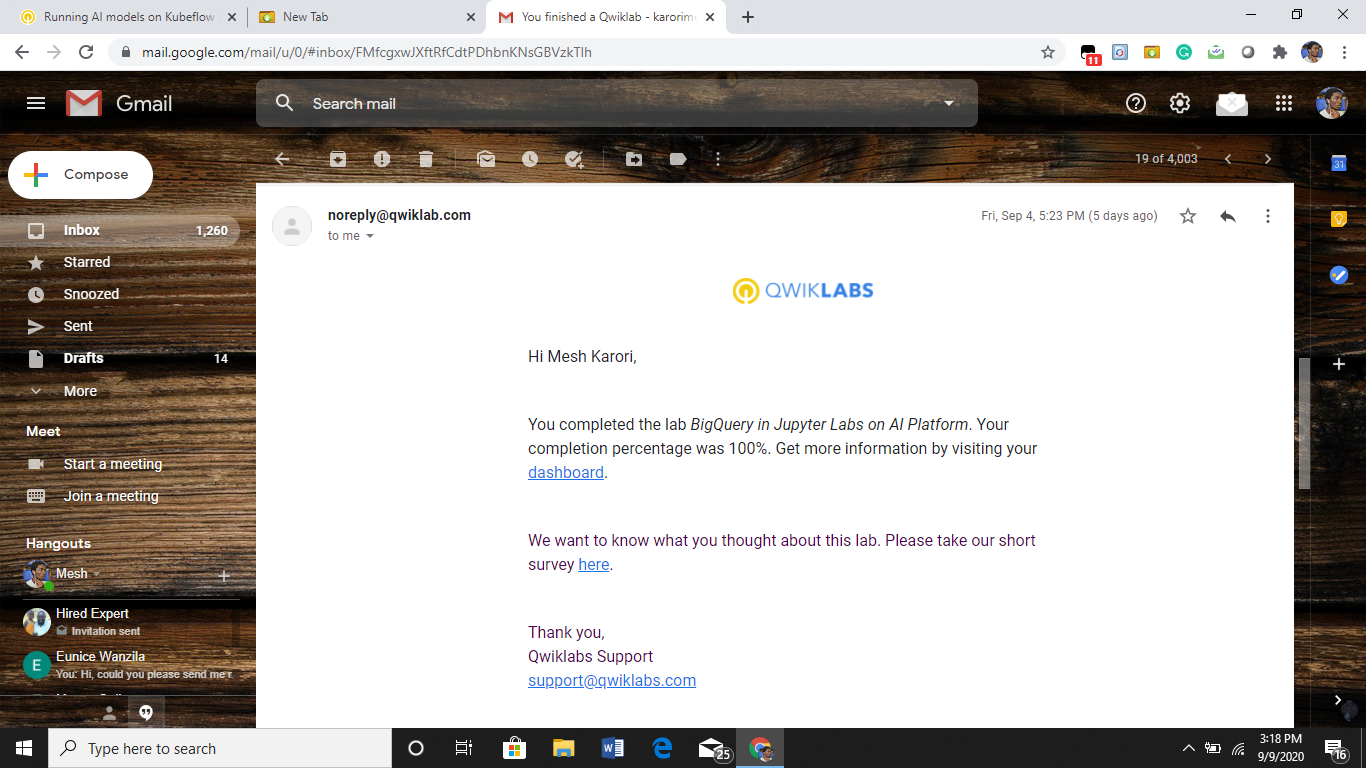 Running AI models on Kubeflow
New Tab
You finished a Qwiklab - karorim
mail.google.com/mail/u/0/#inbox/FMfcgxwJXftRfCdtPDhbnKNsGBVzkTlh
11
Gmail
Search mail
Compose
19 of 4,003
31
Inbox 1,260
Starred
Snoozed
Sent
Drafts 14
More
Meet
Start a meeting
Join a meeting
Hangouts
Mesh
Hired Expert
Invitation sent
E
Eunice Wanzila
You: Hi, could you please send me r
noreply@qwiklab.com
Fri, Sep 4, 5:23 PM (5 days ago)
to me
QWIKLABS
Hi Mesh Karori,
You completed the lab BigQuery in Jupyter Labs on AI Platform. Your
completion percentage was 100%. Get more information by visiting your
dashboard.
We want to know what you thought about this lab. Please take our short
survey here.
Thank you,
Qwiklabs Support
support@qwiklabs.com
Type here to search
25
3:18 PM
9/9/2020
16